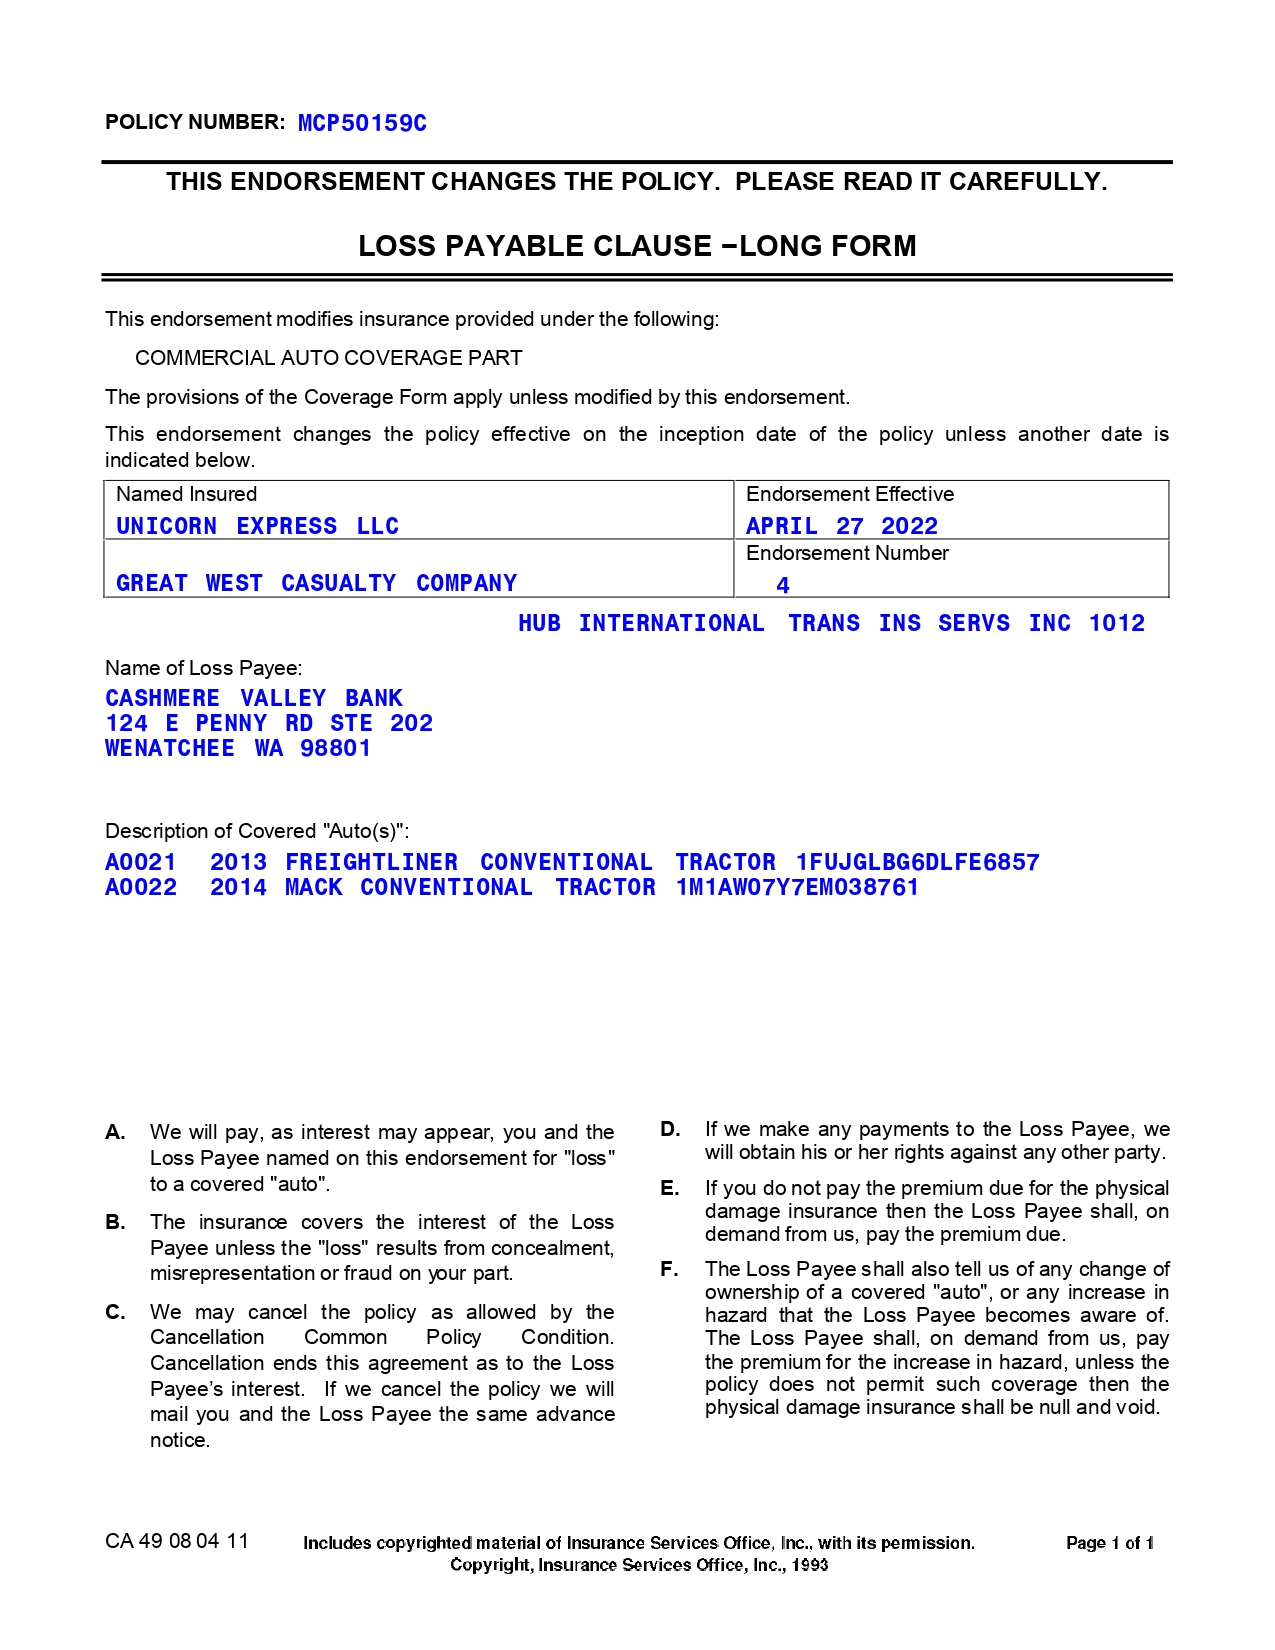 POLICY NUMBER: MCP50159C
THIS ENDORSEMENT CHANGES THE POLICY. PLEASE READ IT CAREFULLY.
LOSS PAYABLE CLAUSE –LONG FORM
This endorsement modifies insurance provided under the following:
COMMERCIAL AUTO COVERAGE PART
The provisions of the Coverage Form apply unless modified by this endorsement.
This endorsement changes the policy effective on the inception date of the policy unless another date is
indicated below.
Named Insured
UNICORN EXPRESS LLC
Endorsement Effective
APRIL 27 2022
GREAT WEST CASUALTY COMPANY
Endorsement Number
4
HUB INTERNATIONAL TRANS INS SERVS INC 1012
Name of Loss Payee:
CASHMERE VALLEY BANK
124 E PENNY RD STE 202
WENATCHEE WA 98801
Description of Covered "Auto(s)":
A0021 2013 FREIGHTLINER CONVENTIONAL TRACTOR 1FUJGLBG6DLFE6857
A0022 2014 MACK CONVENTIONAL TRACTOR 1M1AW07Y7EM038761
A. We will pay, as interest may appear, you and the
Loss Payee named on this endorsement for "loss"
to a covered "auto".
B. The insurance covers the interest of the Loss
Payee unless the "loss" results from concealment,
misrepresentation or fraud on your part.
C. We may cancel the policy as allowed by the
Cancellation Common Policy Condition.
Cancellation ends this agreement as to the Loss
Payee's interest. If we cancel the policy we will
mail you and the Loss Payee the same advance
notice.
D. If we make any payments to the Loss Payee, we
will obtain his or her rights against any other party.
E. If you do not pay the premium due for the physical
damage insurance then the Loss Payee shall, on
demand from us, pay the premium due.
F. The Loss Payee shall also tell us of any change of
ownership of a covered "auto", or any increase in
hazard that the Loss Payee becomes aware of.
The Loss Payee shall, on demand from us, pay
the premium for the increase in hazard, unless the
policy does not permit such coverage then the
physical damage insurance shall be null and void.
CA 49 08 04 11 Includes copyrighted material of Insurance Services Office, Inc., with its permission. Page 1 of 1
Copyright, Insurance Services Office, Inc., 1993